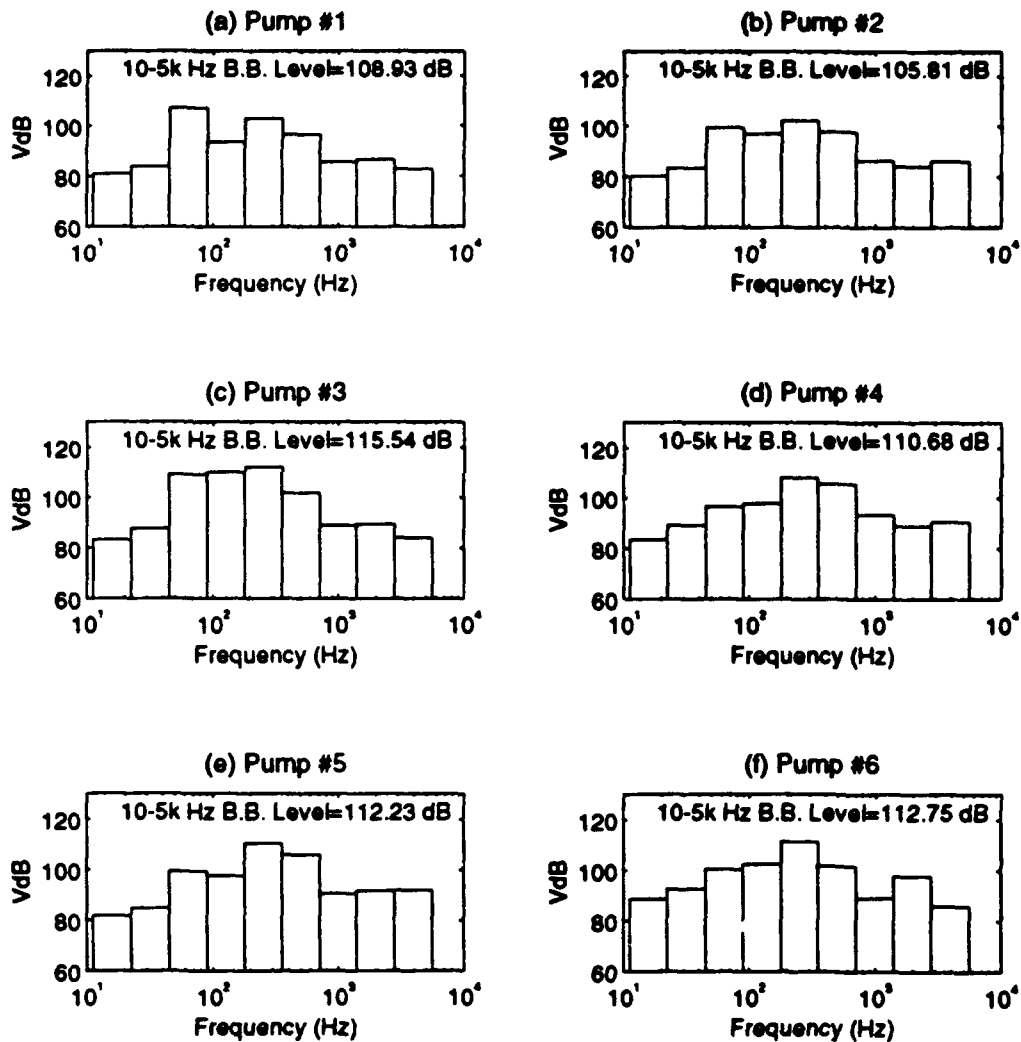 (a) Pump #1
10-5k Hz B.B. Level=108.93 dB
VdB
120
100
80
60
10¹ 10² 10³ 10⁴
Frequency (Hz)
(b) Pump #2
10-5k Hz B.B. Level=105.81 dB
VdB
120
100
80
60
10¹ 10² 10³ 10⁴
Frequency (Hz)
(c) Pump #3
10-5k Hz B.B. Level=115.54 dB
VdB
120
100
80
60
10¹ 10² 10³ 10⁴
Frequency (Hz)
(d) Pump #4
10-5k Hz B.B. Level=110.68 dB
VdB
120
100
80
60
10¹ 10² 10³ 10⁴
Frequency (Hz)
(e) Pump #5
10-5k Hz B.B. Level=112.23 dB
VdB
120
100
80
60
10¹ 10² 10³ 10⁴
Frequency (Hz)
(f) Pump #6
10-5k Hz B.B. Level=112.75 dB
VdB
120
100
80
60
10¹ 10² 10³ 10⁴
Frequency (Hz)